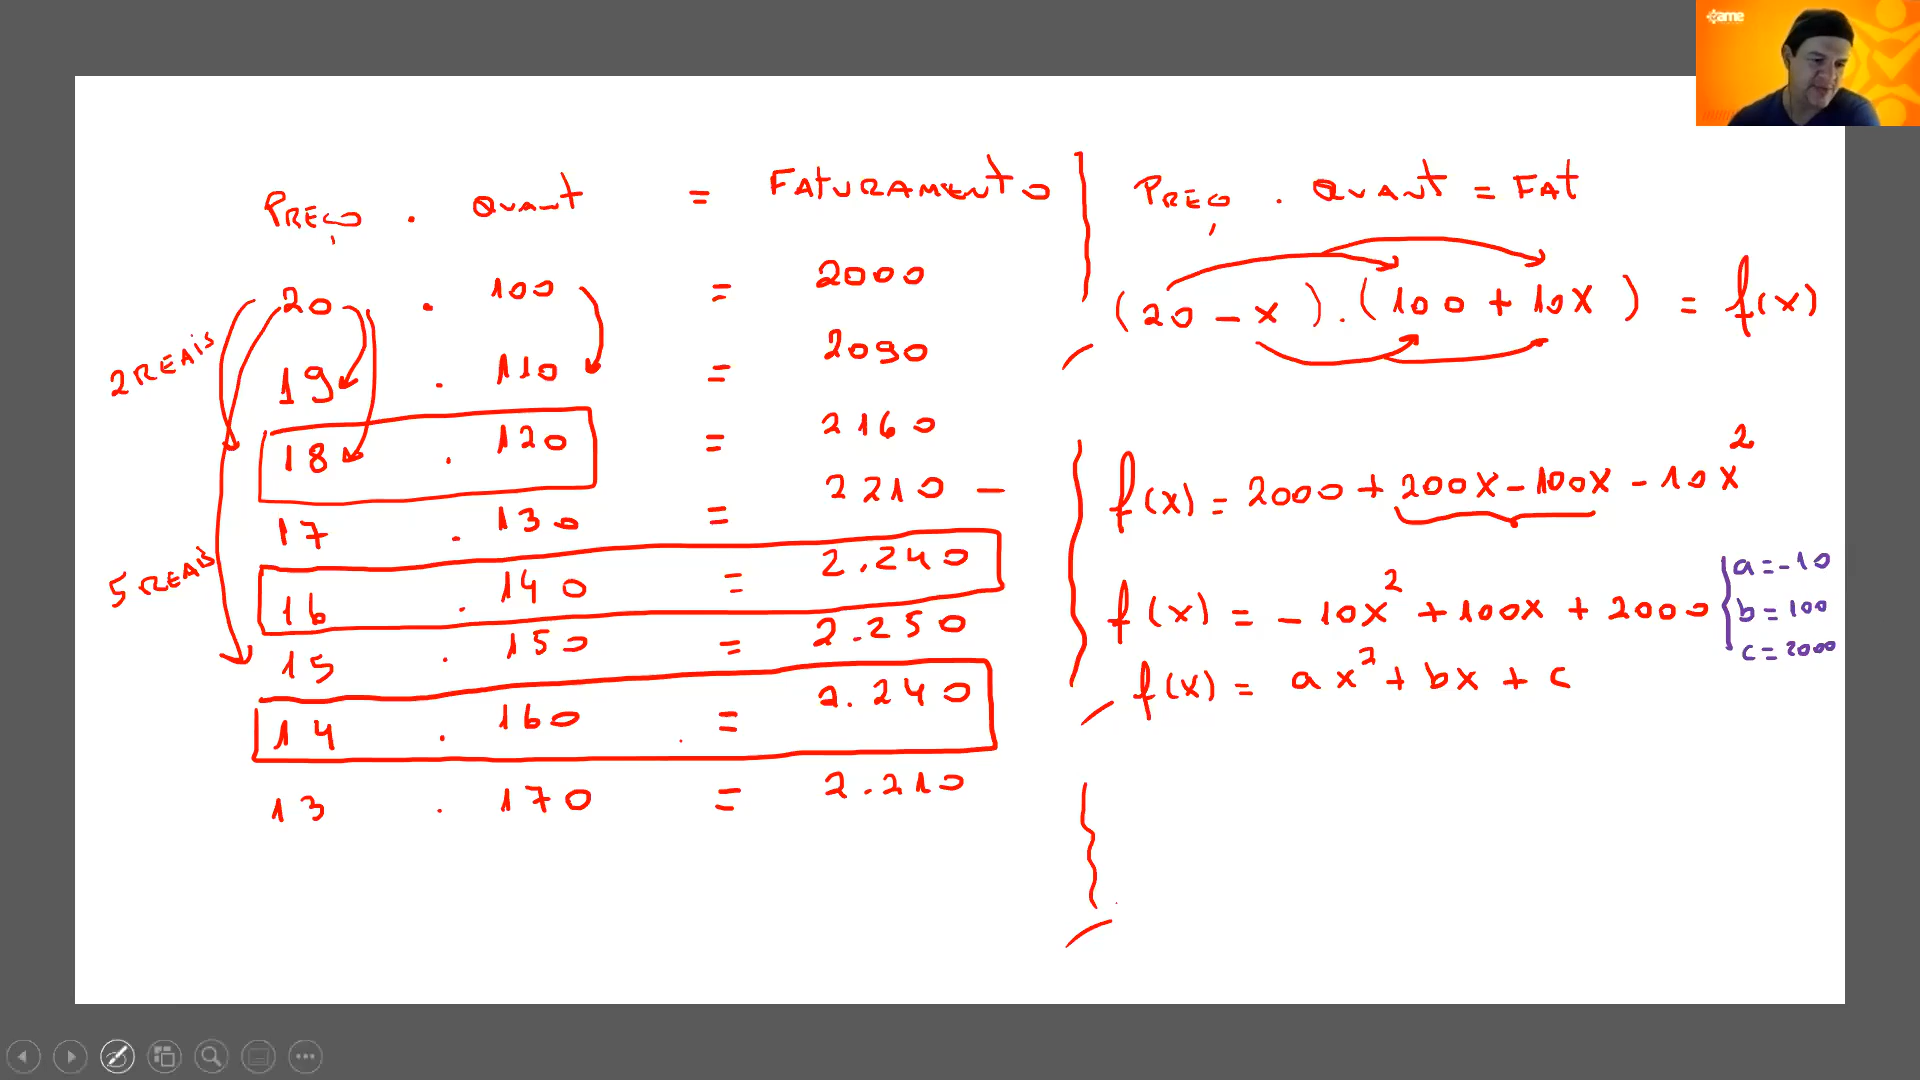 PREÇO . QUANT = FATURAMENTO
20 . 100 = 2000
2 REAIS
19 . 110 = 2090
18 . 120 = 2160
17 . 130 = 2210 -
5 REAIS
16 . 140 = 2.240
15 . 150 = 2.250
14 . 160 = 2.240
13 . 170 = 2.210
PREÇO . QUANT = FAT
(20 - x) . (100 + 10x) = f(x)
f(x) = 2000 + 200x - 100x - 10x²
f(x) = -10x² + 100x + 2000
a = -10
b = 100
c = 2000
f(x) = ax² + bx + c
ame